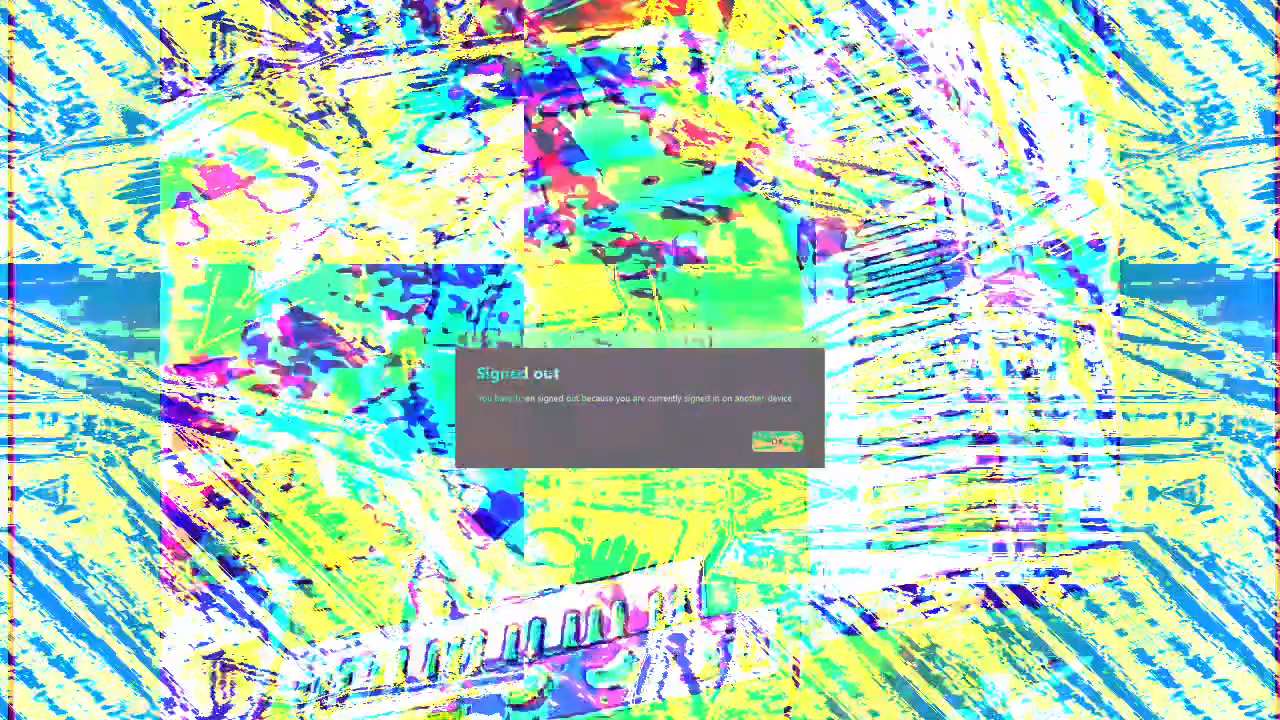 Signed out
You have been signed out because you are currently signed in on another device.
OK